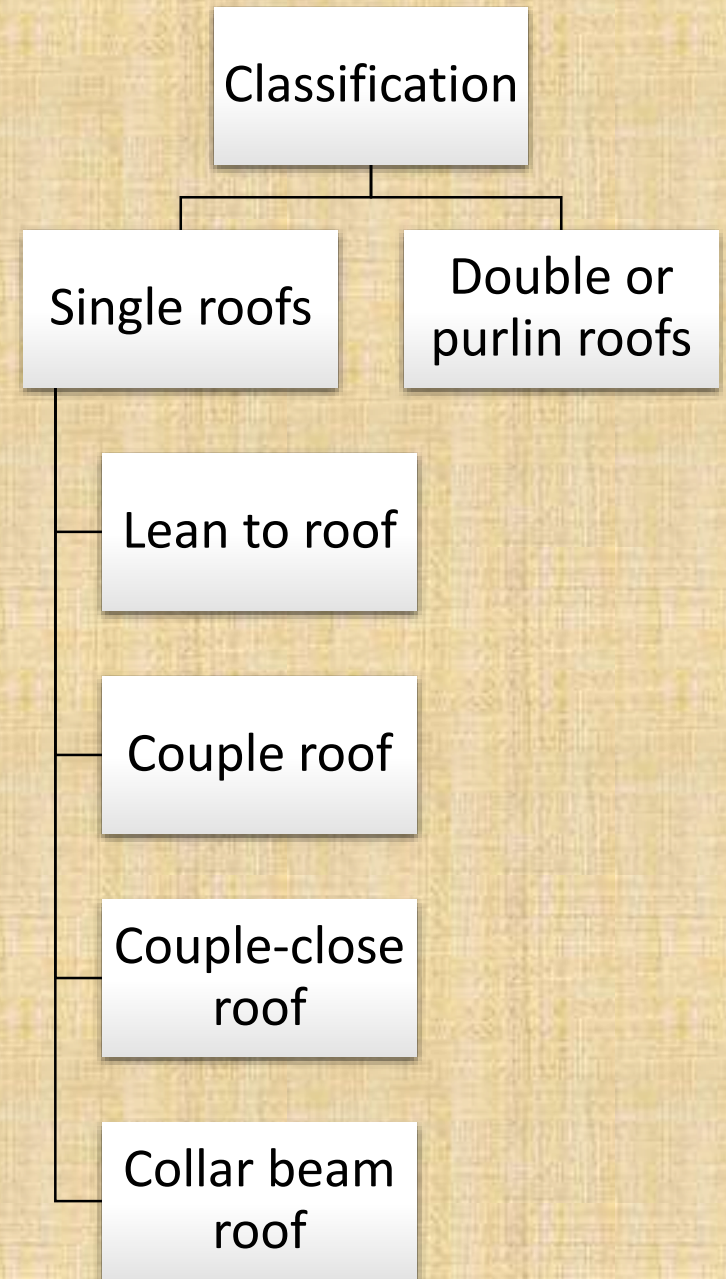 Classification
Single roofs
Double or
purlin roofs
Lean to roof
Couple roof
Couple-close
roof
Collar beam
roof